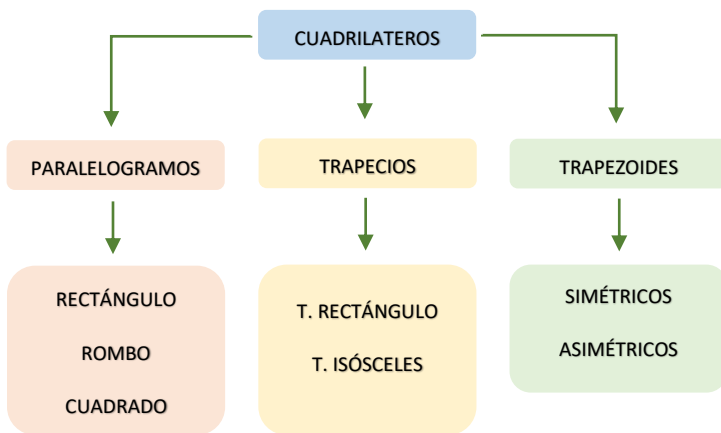 CUADRILATEROS
PARALELOGRAMOS
TRAPECIOS
TRAPEZOIDES
RECTÁNGULO
ROMBO
CUADRADO
T. RECTÁNGULO
T. ISÓSCELES
SIMÉTRICOS
ASIMÉTRICOS